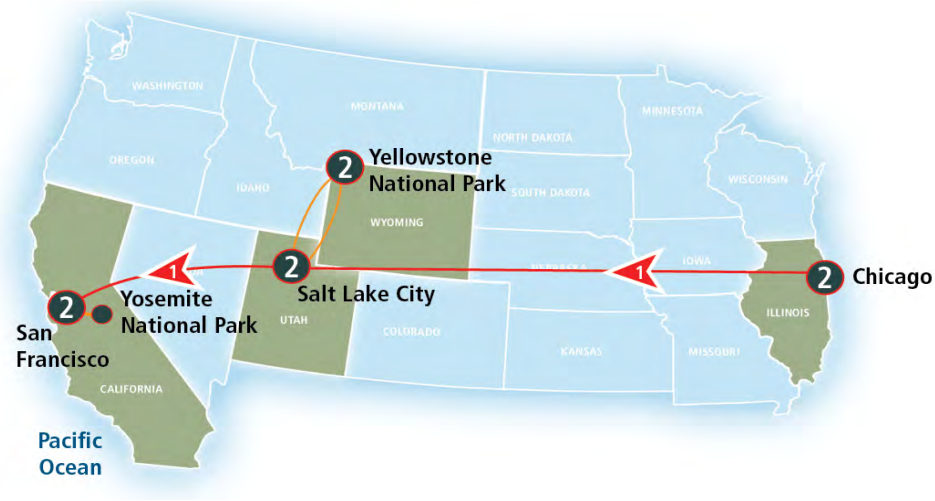 WASHINGTON
MONTANA
NORTH DAKOTA
MINNESOTA
OREGON
IDAHO
2
Yellowstone
National Park
SOUTH DAKOTA
WISCONSIN
WYOMING
1
2
Salt Lake City
1
IOWA
2
Chicago
2
Yosemite
National Park
San
Francisco
UTAH
COLORADO
ILLINOIS
KANSAS
MISSOURI
CALIFORNIA
Pacific
Ocean